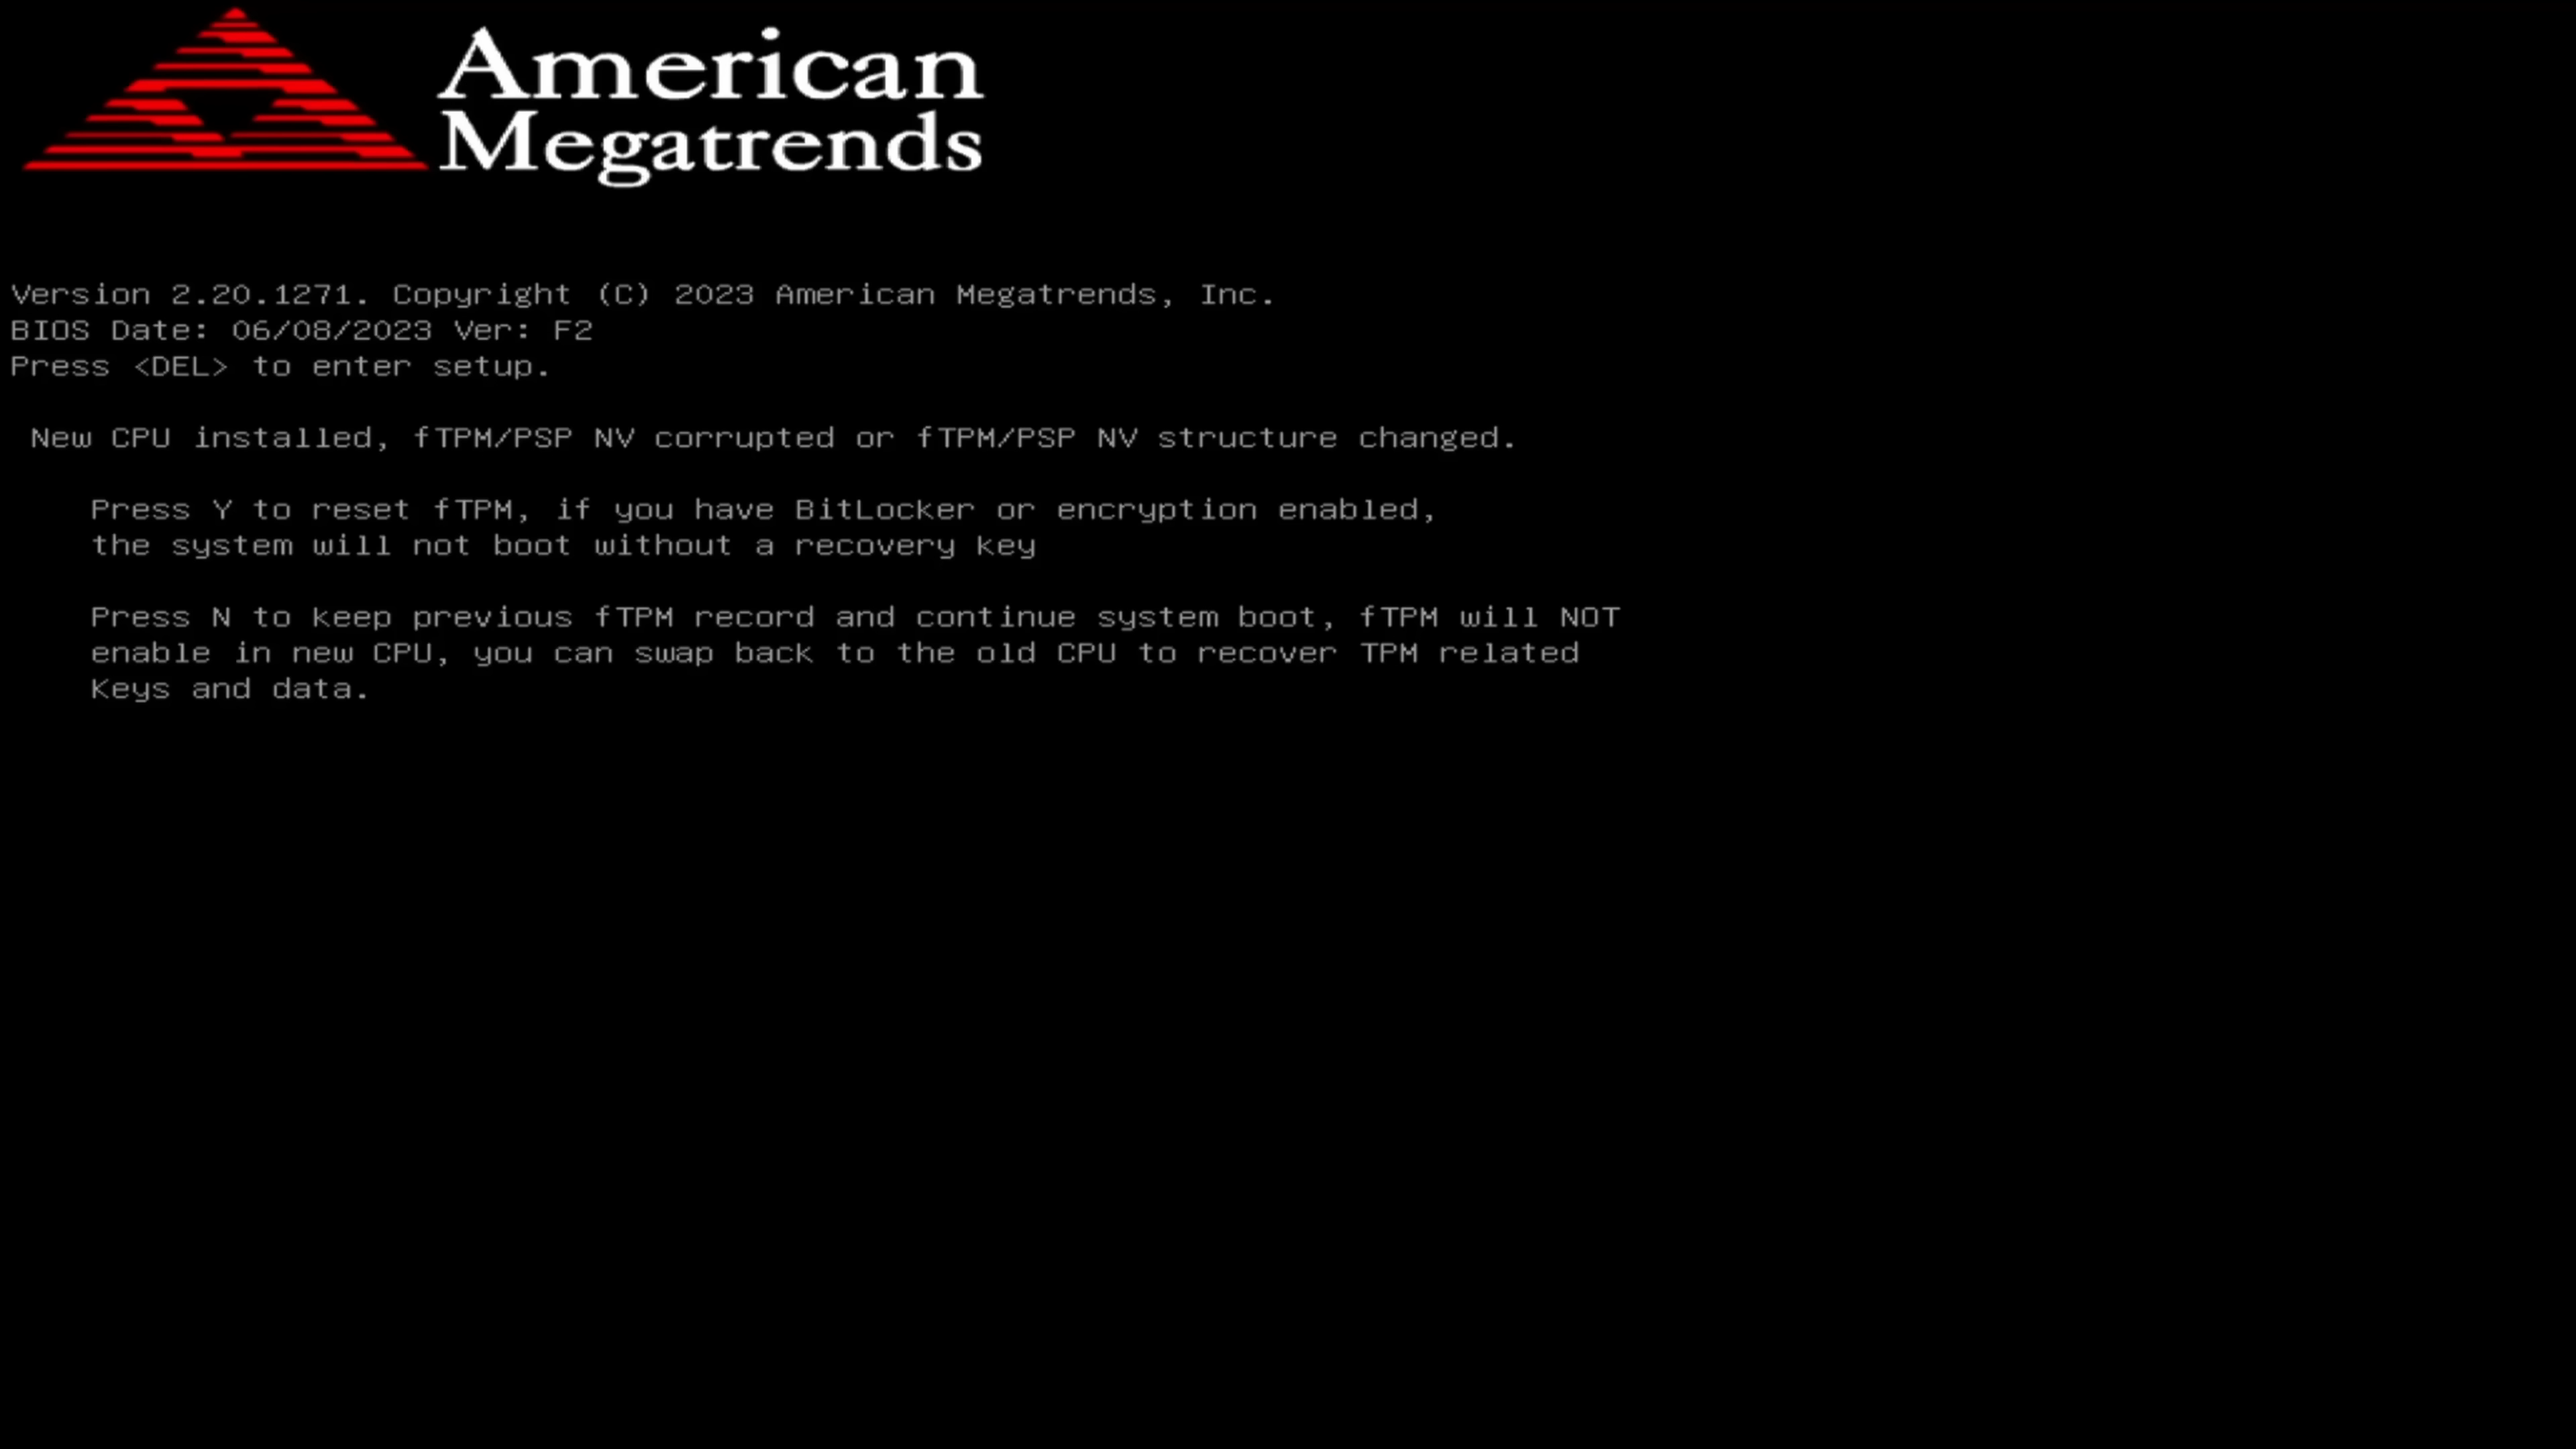 American
Megatrends
Version 2.20.1271. Copyright (C) 2023 American Megatrends, Inc.
BIOS Date: 06/08/2023 Ver: F2
Press <DEL> to enter setup.
New CPU installed, fTPM/PSP NV corrupted or fTPM/PSP NV structure changed.
Press Y to reset fTPM, if you have BitLocker or encryption enabled,
the system will not boot without a recovery key
Press N to keep previous fTPM record and continue system boot, fTPM will NOT
enable in new CPU, you can swap back to the old CPU to recover TPM related
Keys and data.